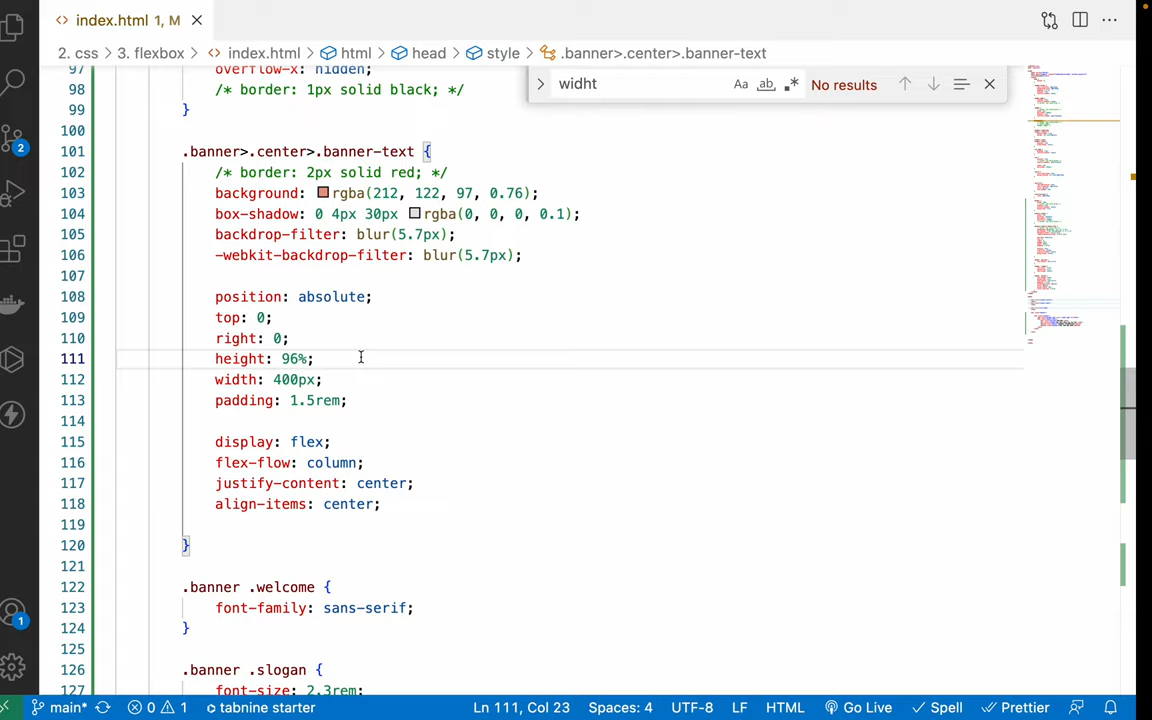 index.html 1, M
2. css > 3. flexbox > index.html > html > head > style > .banner>.center>.banner-text
widht
Aa ab .* No results
97 overflow-x: hidden;
98 /* border: 1px solid black; */
99 }
100
101 .banner>.center>.banner-text {
102 /* border: 2px solid red; */
103 background: rgba(212, 122, 97, 0.76);
104 box-shadow: 0 4px 30px rgba(0, 0, 0, 0.1);
105 backdrop-filter: blur(5.7px);
106 -webkit-backdrop-filter: blur(5.7px);
107
108 position: absolute;
109 top: 0;
110 right: 0;
111 height: 96%;
112 width: 400px;
113 padding: 1.5rem;
114
115 display: flex;
116 flex-flow: column;
117 justify-content: center;
118 align-items: center;
119
120 }
121
122 .banner .welcome {
123 font-family: sans-serif;
124 }
125
126 .banner .slogan {
127 font-size: 2.3rem;
2
1
main* 0 1 tabnine starter Ln 111, Col 23 Spaces: 4 UTF-8 LF HTML Go Live Spell Prettier